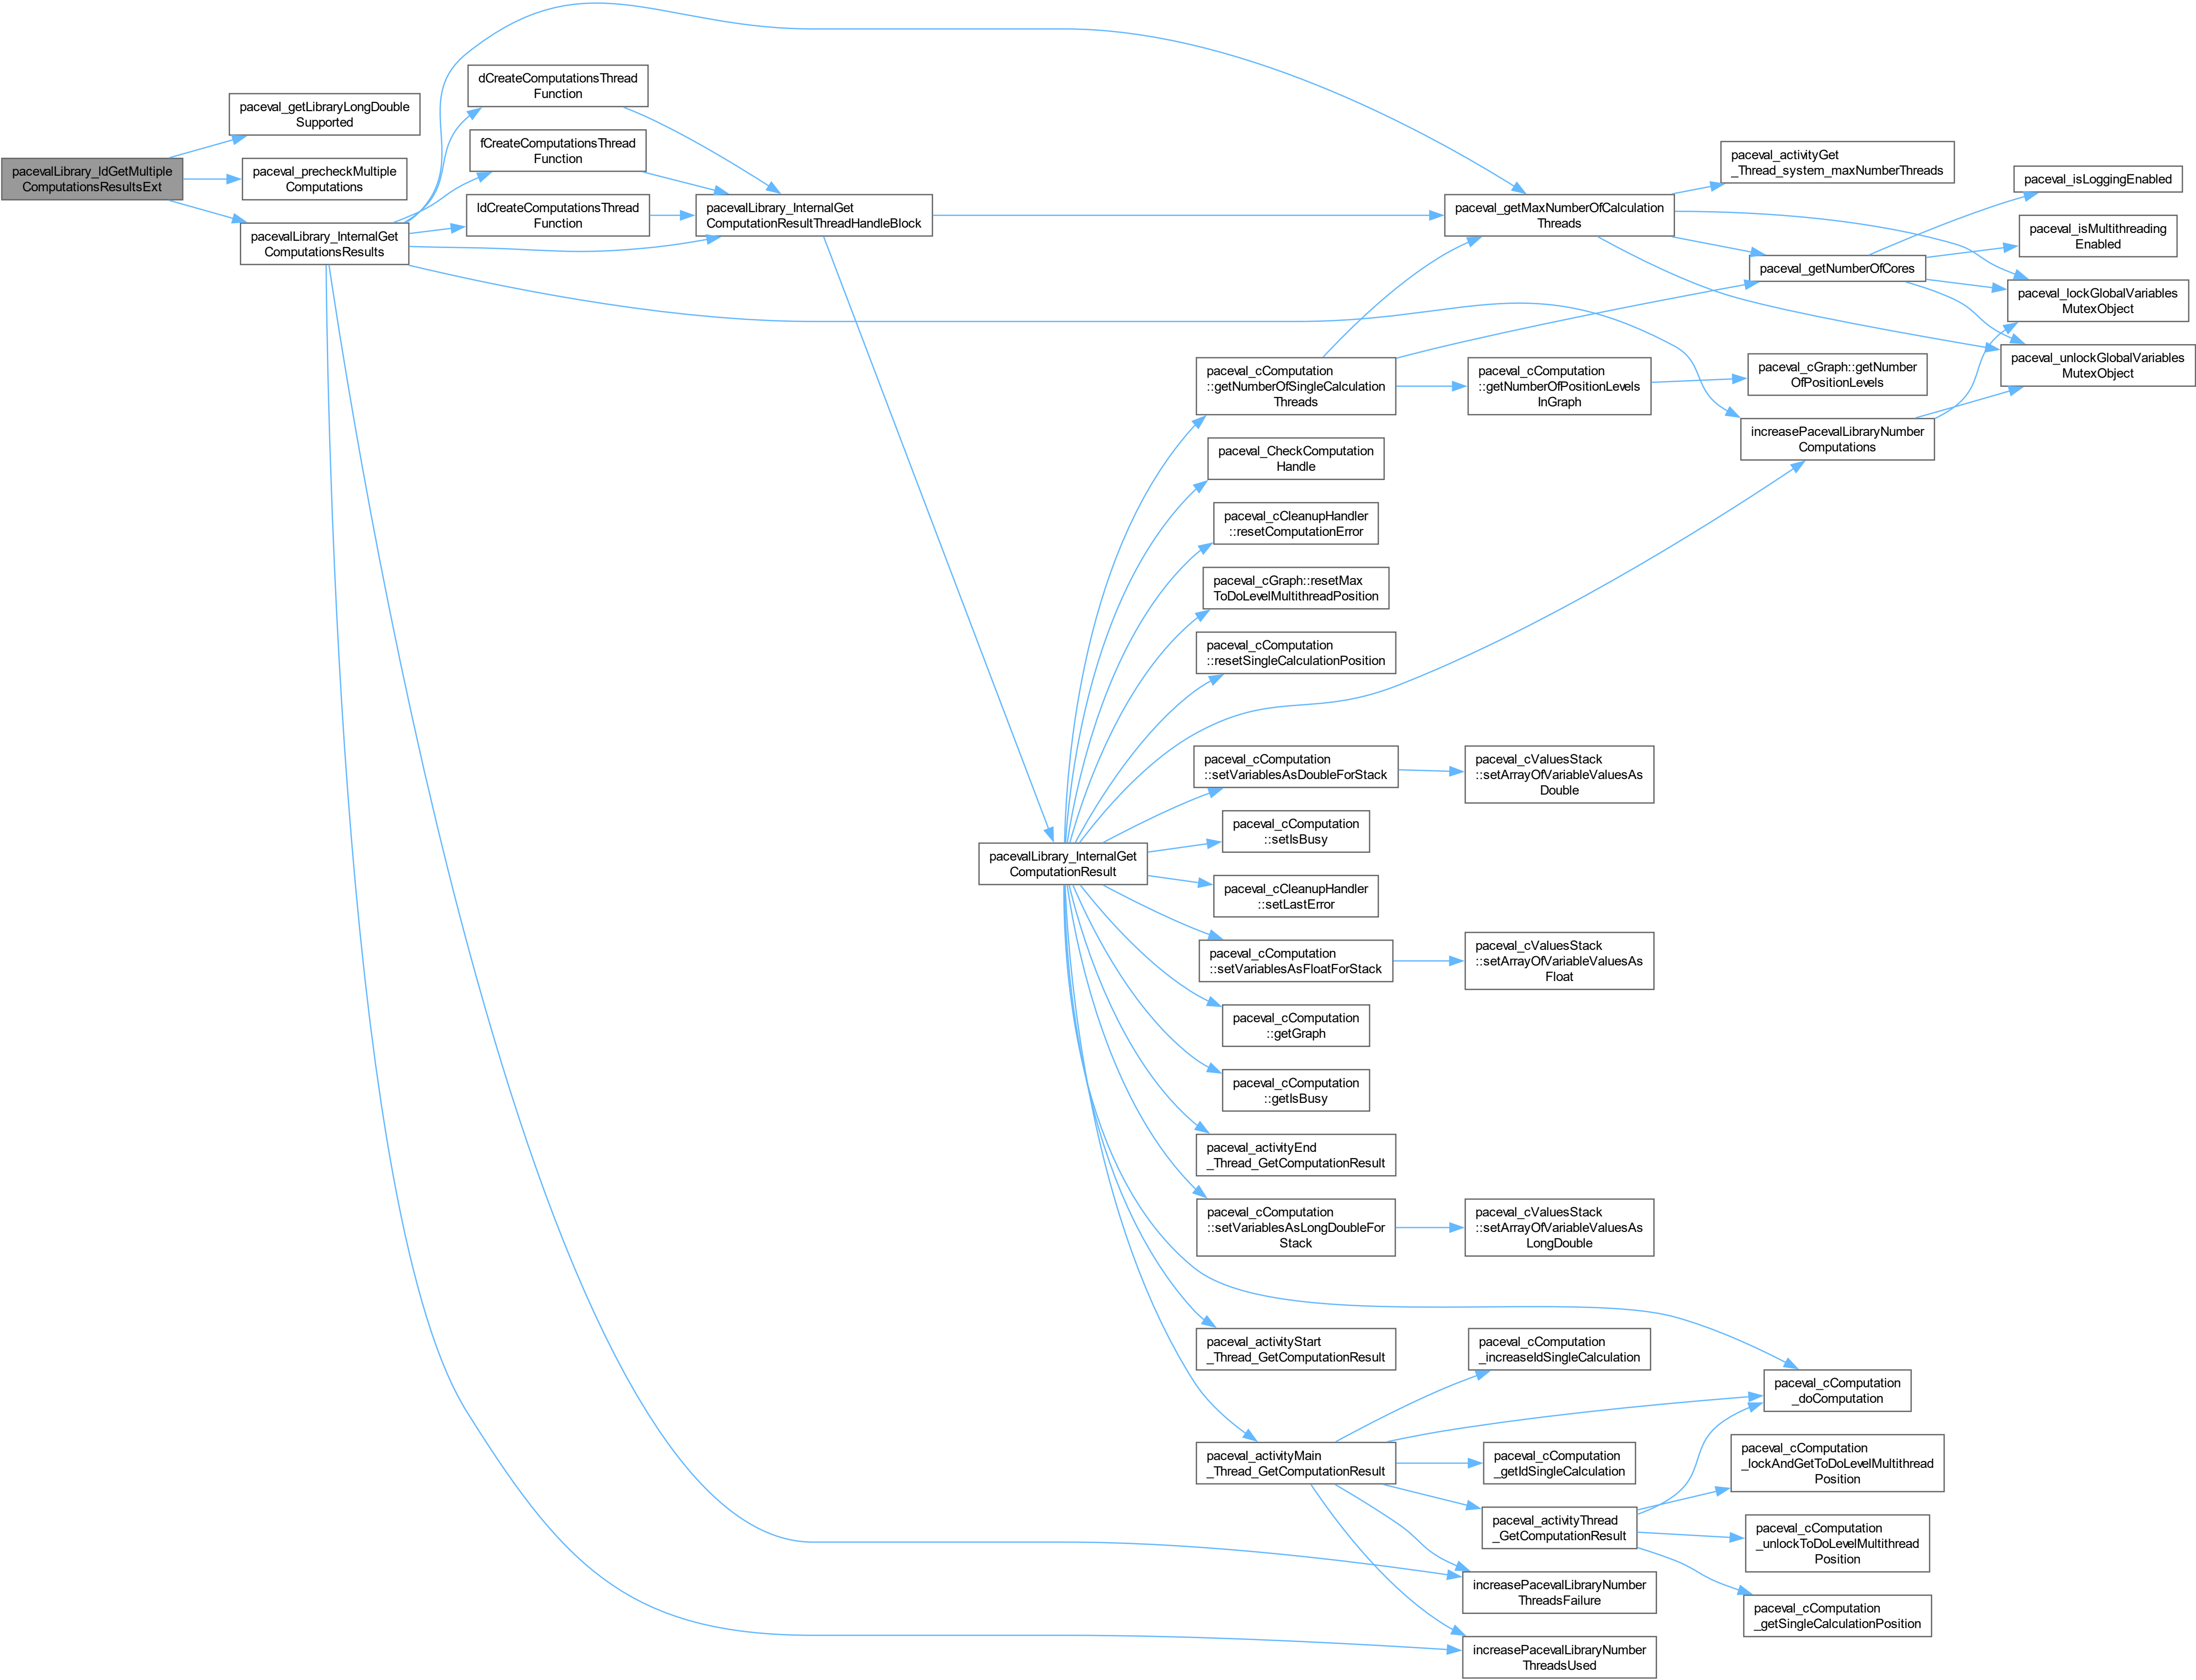 pacevalLibrary_ldGetMultiple
ComputationsResultsExt
paceval_getLibraryLongDouble
Supported
paceval_precheckMultiple
Computations
pacevalLibrary_InternalGet
ComputationsResults
dCreateComputationsThread
Function
fCreateComputationsThread
Function
ldCreateComputationsThread
Function
pacevalLibrary_InternalGet
ComputationResultThreadHandleBlock
paceval_getMaxNumberOfCalculation
Threads
paceval_activityGet
_Thread_system_maxNumberThreads
paceval_getNumberOfCores
paceval_isLoggingEnabled
paceval_isMultithreading
Enabled
paceval_lockGlobalVariables
MutexObject
paceval_unlockGlobalVariables
MutexObject
paceval_cComputation
::getNumberOfSingleCalculation
Threads
paceval_cComputation
::getNumberOfPositionLevels
InGraph
paceval_cGraph::getNumber
OfPositionLevels
increasePacevalLibraryNumber
Computations
paceval_CheckComputation
Handle
paceval_cCleanupHandler
::resetComputationError
paceval_cGraph::resetMax
ToDoLevelMultithreadPosition
paceval_cComputation
::resetSingleCalculationPosition
paceval_cComputation
::setVariablesAsDoubleForStack
paceval_cValuesStack
::setArrayOfVariableValuesAs
Double
paceval_cComputation
::setIsBusy
pacevalLibrary_InternalGet
ComputationResult
paceval_cCleanupHandler
::setLastError
paceval_cComputation
::setVariablesAsFloatForStack
paceval_cValuesStack
::setArrayOfVariableValuesAs
Float
paceval_cComputation
::getGraph
paceval_cComputation
::getIsBusy
paceval_activityEnd
_Thread_GetComputationResult
paceval_cComputation
::setVariablesAsLongDoubleFor
Stack
paceval_cValuesStack
::setArrayOfVariableValuesAs
LongDouble
paceval_activityStart
_Thread_GetComputationResult
paceval_cComputation
_increaseIdSingleCalculation
paceval_cComputation
_doComputation
paceval_activityMain
_Thread_GetComputationResult
paceval_cComputation
_getIdSingleCalculation
paceval_cComputation
_lockAndGetToDoLevelMultithread
Position
paceval_activityThread
_GetComputationResult
paceval_cComputation
_unlockToDoLevelMultithread
Position
increasePacevalLibraryNumber
ThreadsFailure
paceval_cComputation
_getSingleCalculationPosition
increasePacevalLibraryNumber
ThreadsUsed